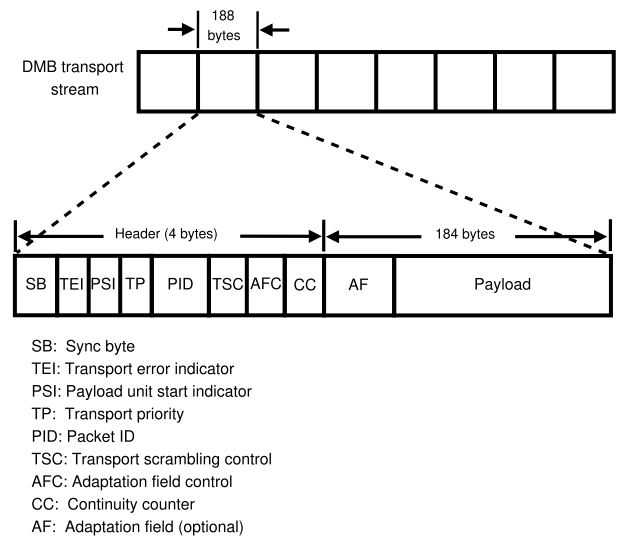 188
bytes
DMB transport
stream
Header (4 bytes)
184 bytes
SB TEI PSI TP PID TSC AFC CC AF Payload
SB: Sync byte
TEI: Transport error indicator
PSI: Payload unit start indicator
TP: Transport priority
PID: Packet ID
TSC: Transport scrambling control
AFC: Adaptation field control
CC: Continuity counter
AF: Adaptation field (optional)